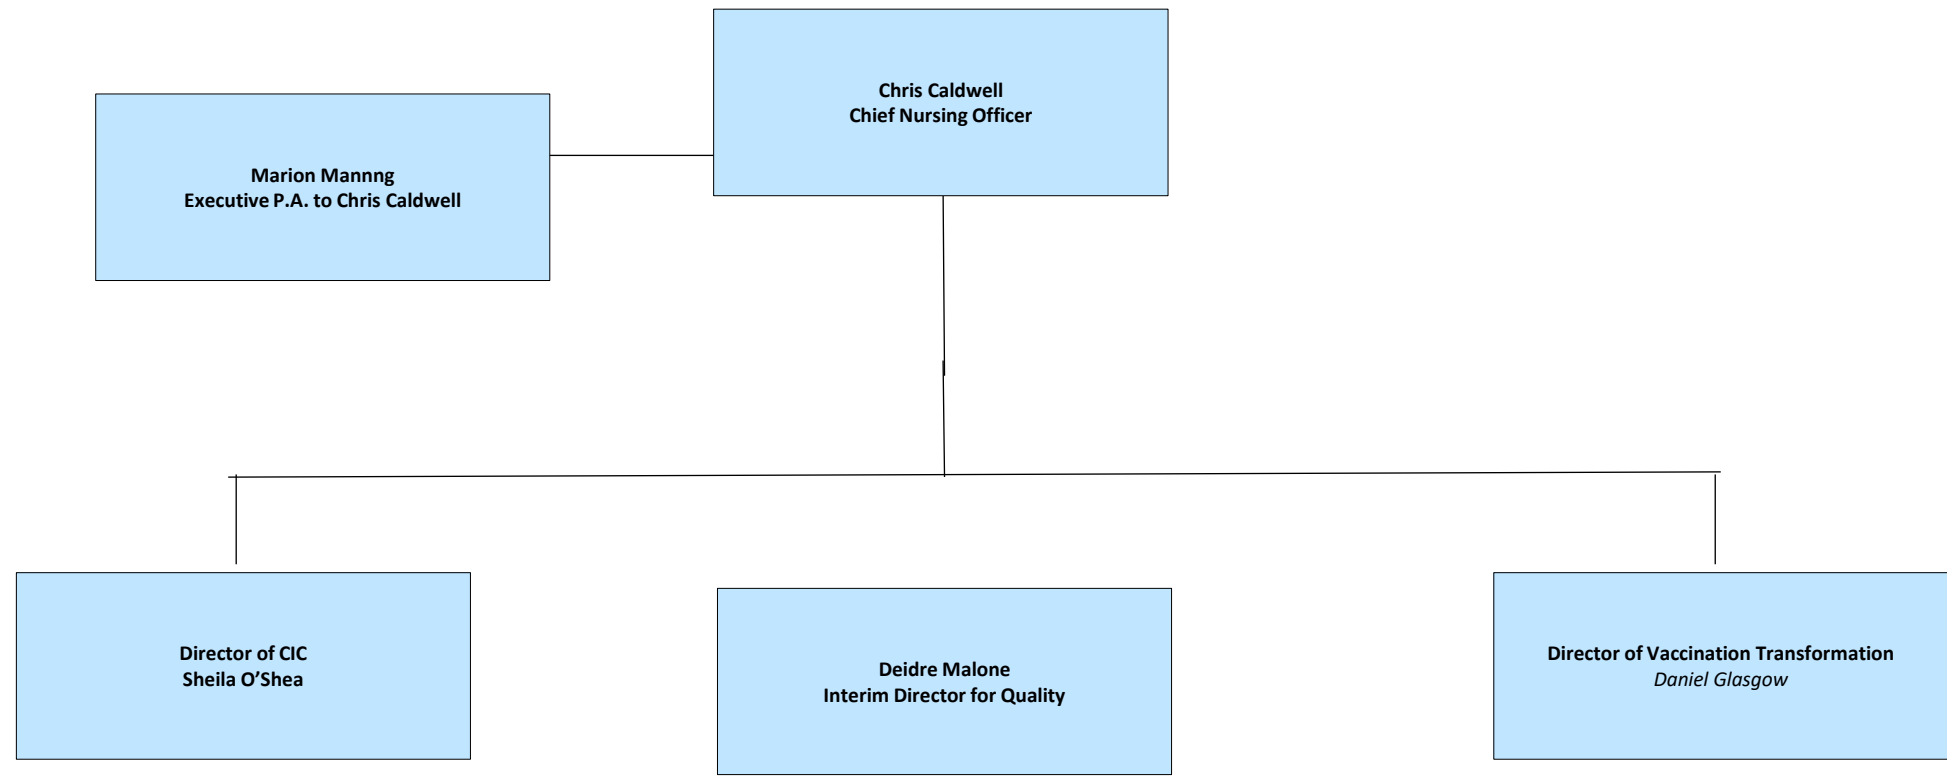 Chris Caldwell
Chief Nursing Officer
Marion Mannng
Executive P.A. to Chris Caldwell
Director of CIC
Sheila O’Shea
Deidre Malone
Interim Director for Quality
Director of Vaccination Transformation
Daniel Glasgow